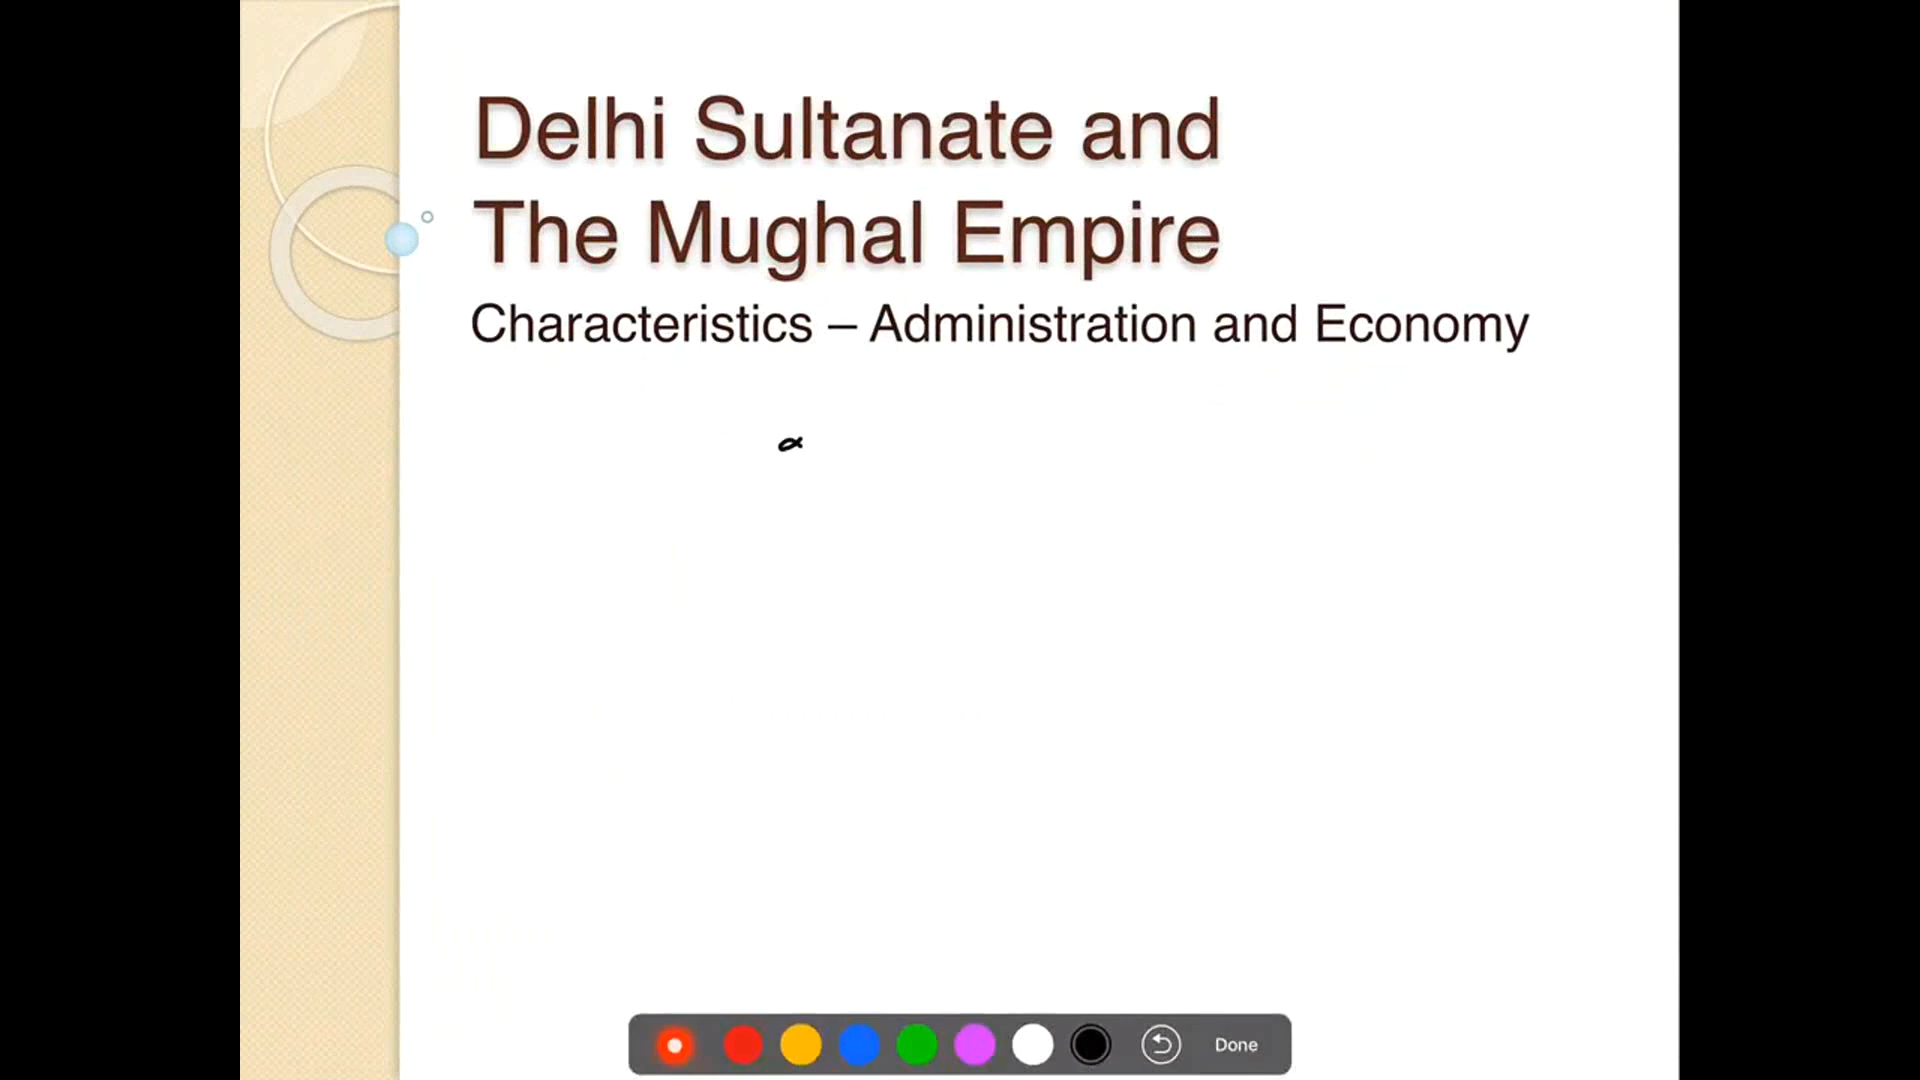 Delhi Sultanate and
The Mughal Empire
Characteristics – Administration and Economy
Done